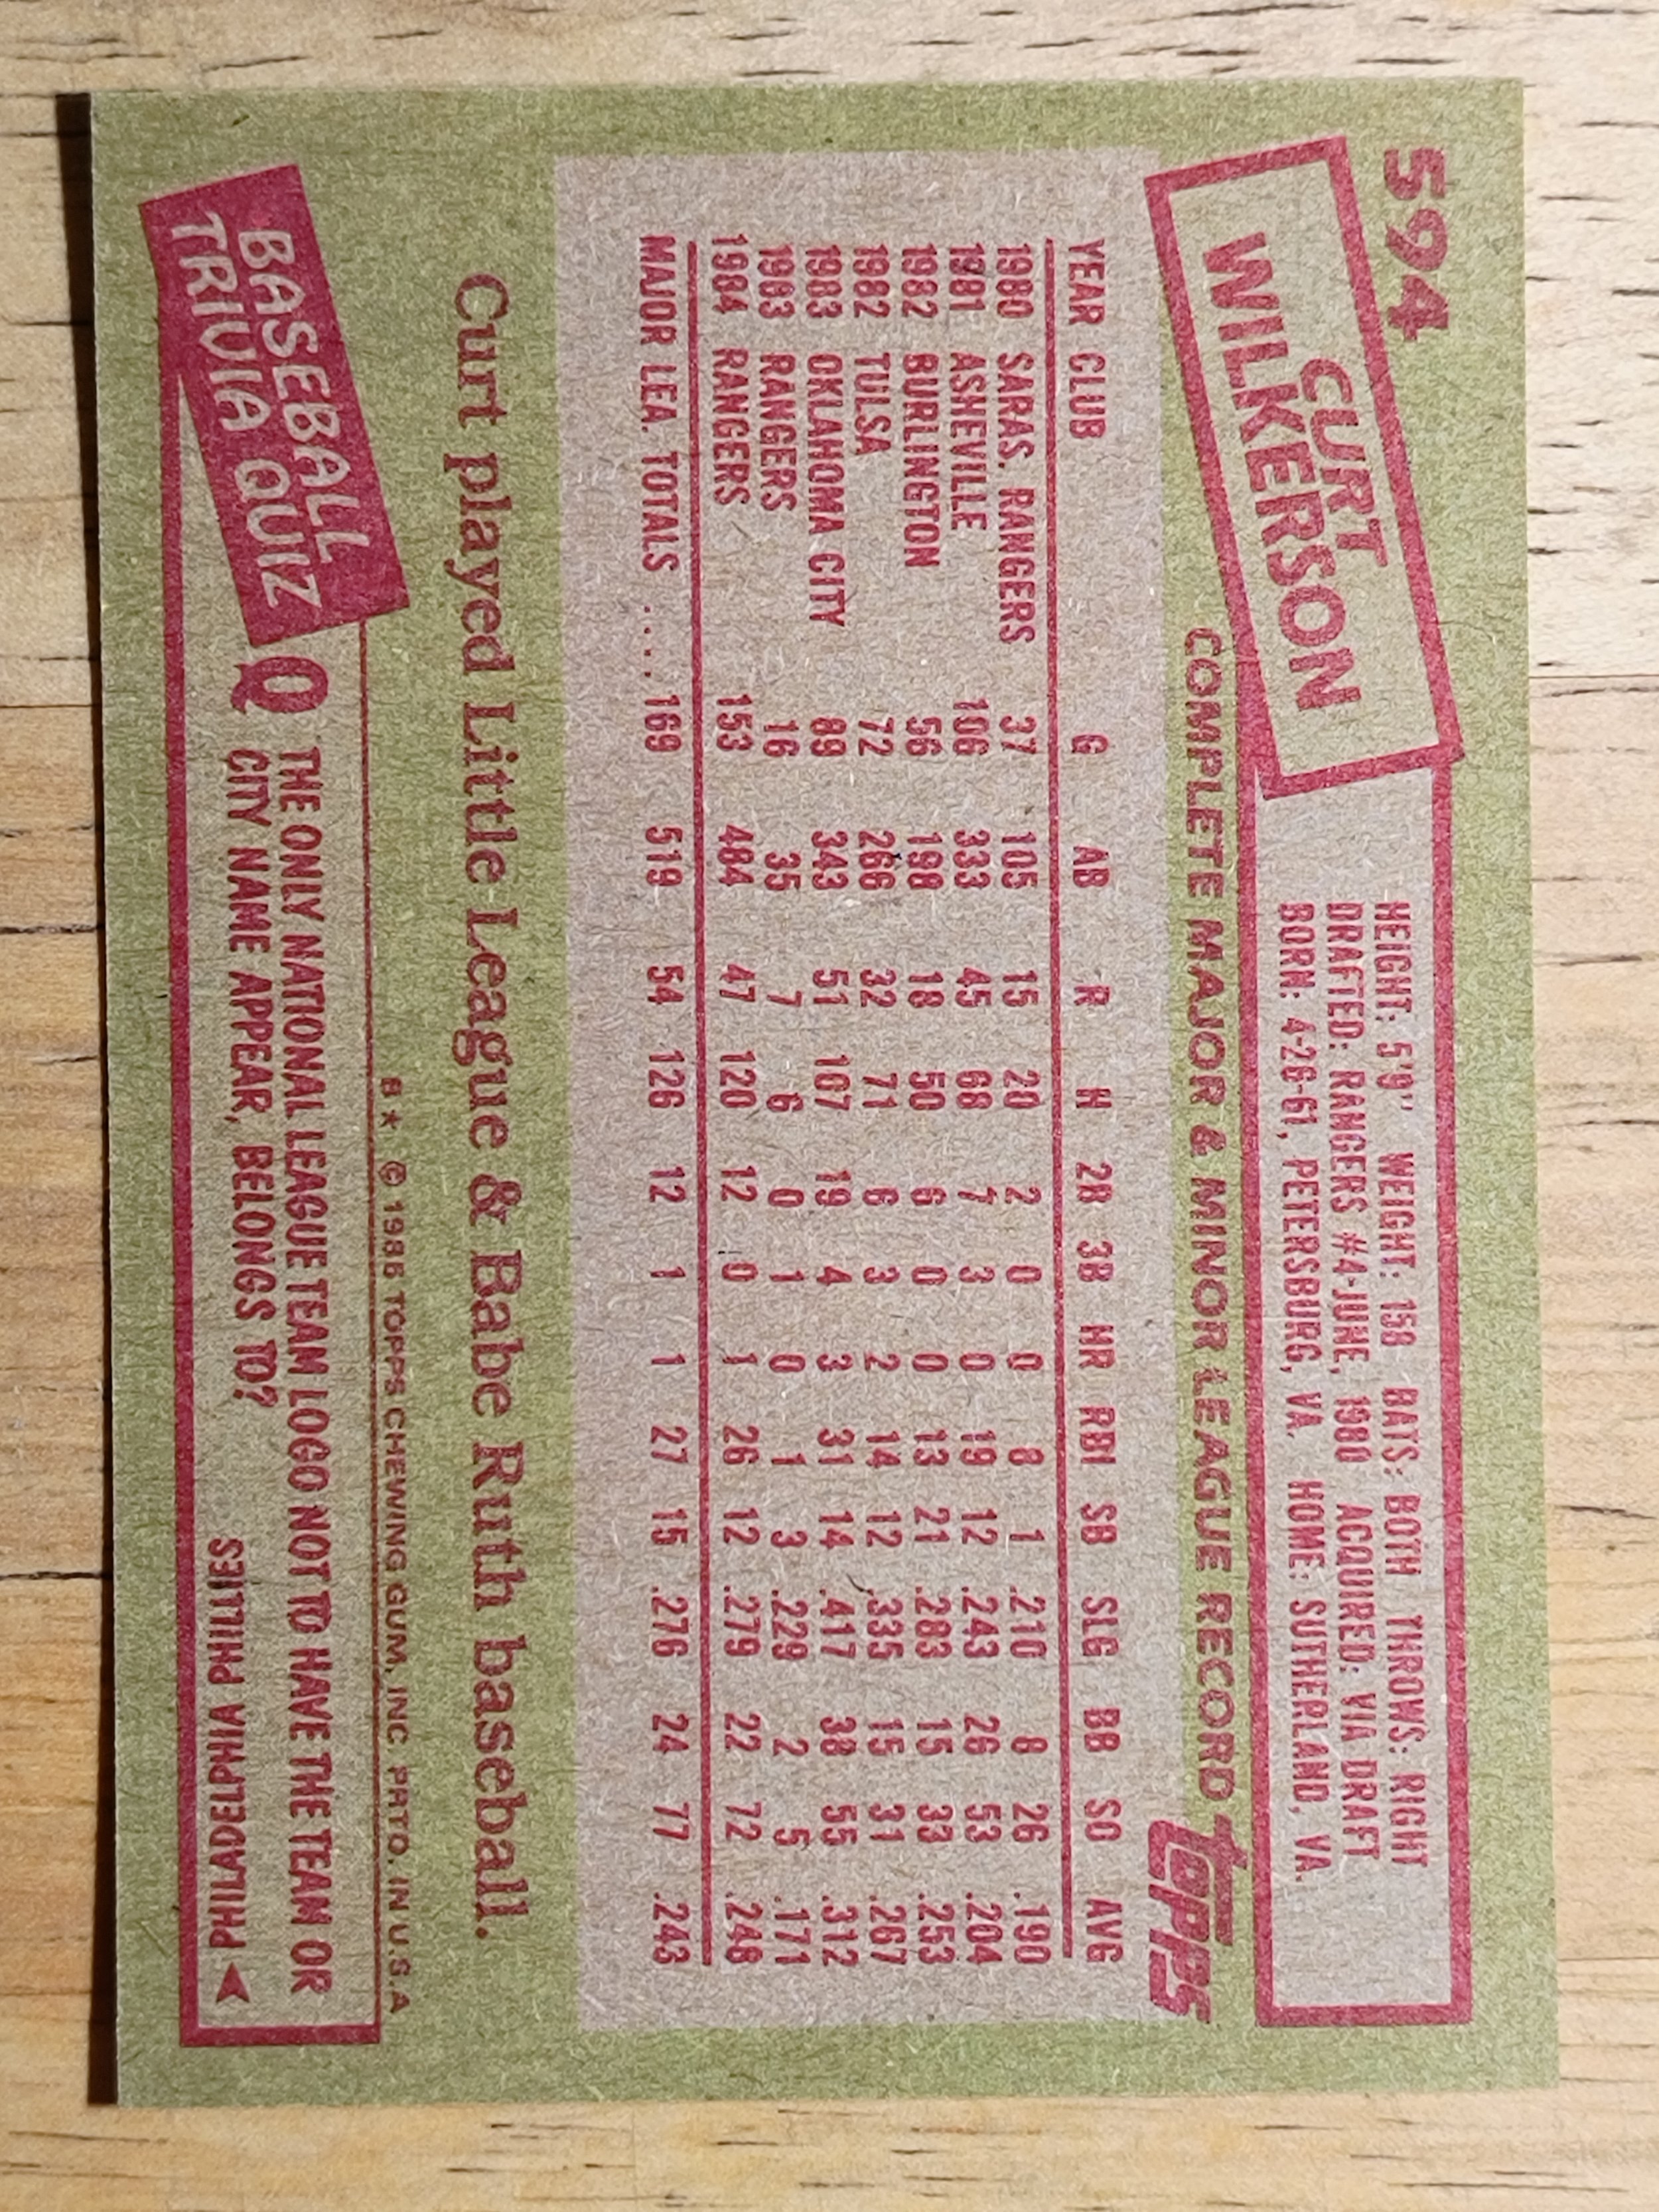 594
CURT
WILKERSON
HEIGHT: 5'9" WEIGHT: 158 BATS: BOTH THROWS: RIGHT
DRAFTED: RANGERS #4-JUNE, 1980 ACQUIRED: VIA DRAFT
BORN: 4-26-61, PETERSBURG, VA. HOME: SUTHERLAND, VA.
COMPLETE MAJOR & MINOR LEAGUE RECORD
topps
YEAR CLUB G AB R H 2B 3B HR RBI SB SLG BB SO AVG
1980 SARAS. RANGERS 37 105 15 20 2 0 0 8 1 .210 8 26 .190
1981 ASHEVILLE 106 333 45 68 7 3 0 19 12 .243 26 53 .204
1982 BURLINGTON 56 198 18 50 6 0 0 13 21 .283 15 33 .253
1982 TULSA 72 266 32 71 6 3 2 14 12 .335 15 31 .267
1983 OKLAHOMA CITY 89 343 51 107 19 4 3 31 14 .417 38 55 .312
1983 RANGERS 16 35 7 6 0 1 0 1 3 .229 2 5 .171
1984 RANGERS 153 484 47 120 12 0 1 26 12 .279 22 72 .248
MAJOR LEA. TOTALS ..... 169 519 54 126 12 1 1 27 15 .276 24 77 .243
Curt played Little League & Babe Ruth baseball.
B★ © 1985 TOPPS CHEWING GUM, INC. PRTD. IN U.S.A
BASEBALL
TRIVIA QUIZ
Q THE ONLY NATIONAL LEAGUE TEAM LOGO NOT TO HAVE THE TEAM OR
CITY NAME APPEAR, BELONGS TO?
PHILADELPHIA PHILLIES